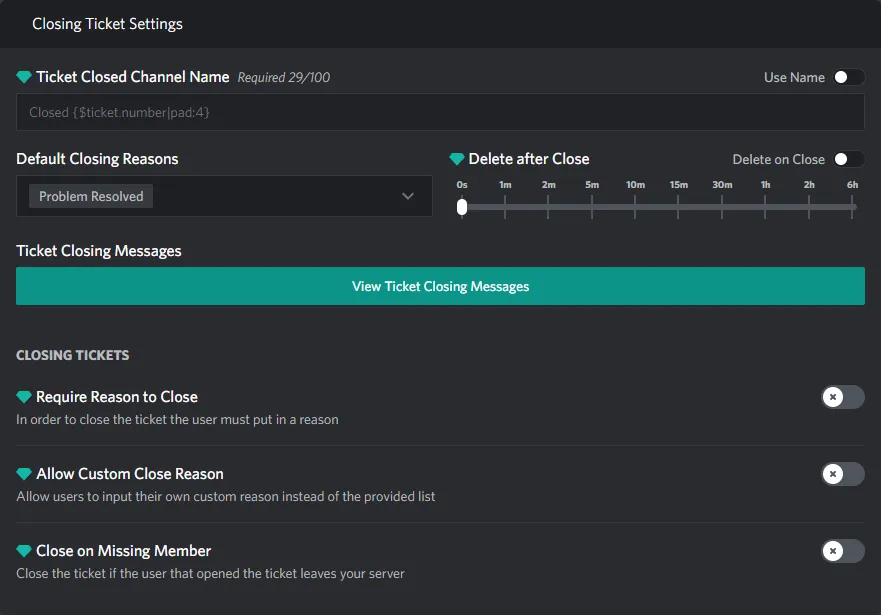 Closing Ticket Settings
Ticket Closed Channel Name Required 29/100 Use Name
Closed {$ticket.number|pad:4}
Default Closing Reasons
Problem Resolved
Delete after Close Delete on Close
0s 1m 2m 5m 10m 15m 30m 1h 2h 6h
Ticket Closing Messages
View Ticket Closing Messages
CLOSING TICKETS
Require Reason to Close
In order to close the ticket the user must put in a reason
Allow Custom Close Reason
Allow users to input their own custom reason instead of the provided list
Close on Missing Member
Close the ticket if the user that opened the ticket leaves your server